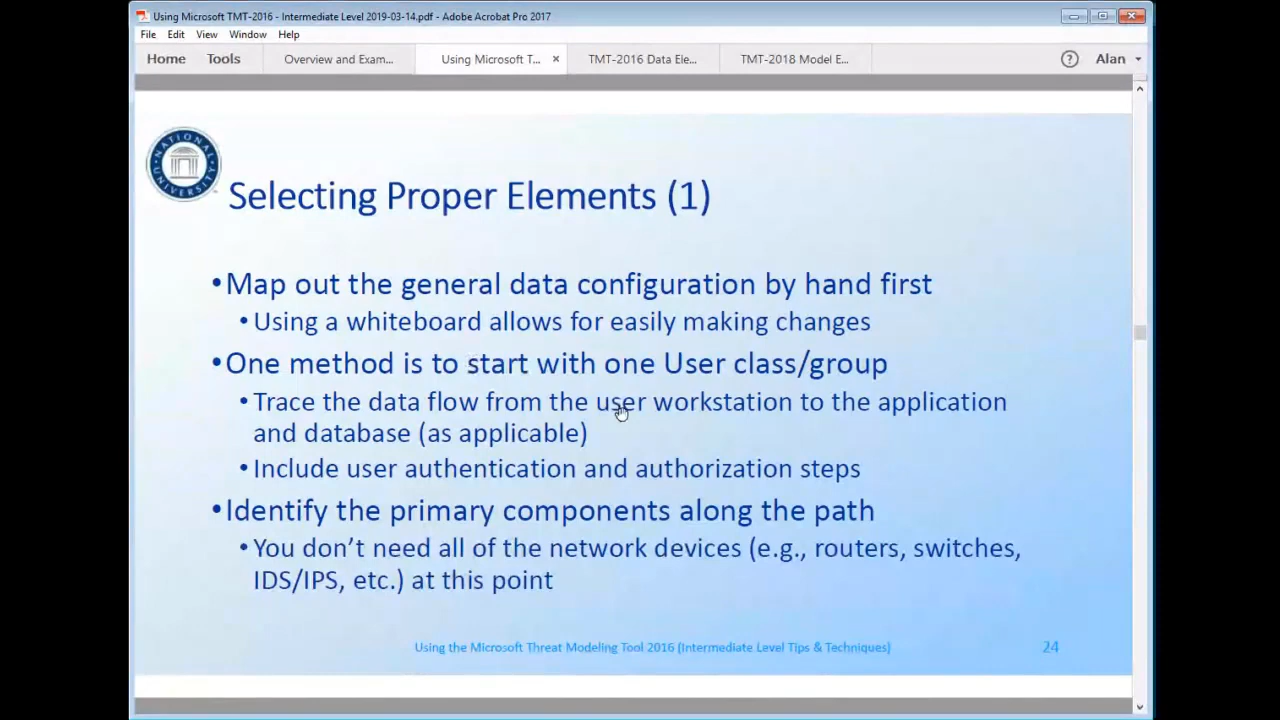 Using Microsoft TMT-2016 - Intermediate Level 2019-03-14.pdf - Adobe Acrobat Pro 2017
File Edit View Window Help
Home Tools Overview and Exam... Using Microsoft T... × TMT-2016 Data Ele... TMT-2018 Model E... ? Alan
NATIONAL UNIVERSITY
Selecting Proper Elements (1)
•Map out the general data configuration by hand first
•Using a whiteboard allows for easily making changes
•One method is to start with one User class/group
•Trace the data flow from the user workstation to the application
and database (as applicable)
•Include user authentication and authorization steps
•Identify the primary components along the path
•You don’t need all of the network devices (e.g., routers, switches,
IDS/IPS, etc.) at this point
Using the Microsoft Threat Modeling Tool 2016 (Intermediate Level Tips & Techniques) 24